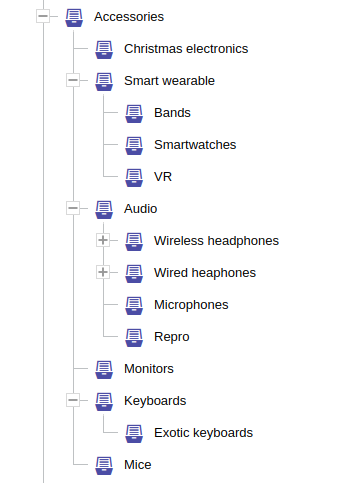 Accessories
Christmas electronics
Smart wearable
Bands
Smartwatches
VR
Audio
Wireless headphones
Wired heaphones
Microphones
Repro
Monitors
Keyboards
Exotic keyboards
Mice